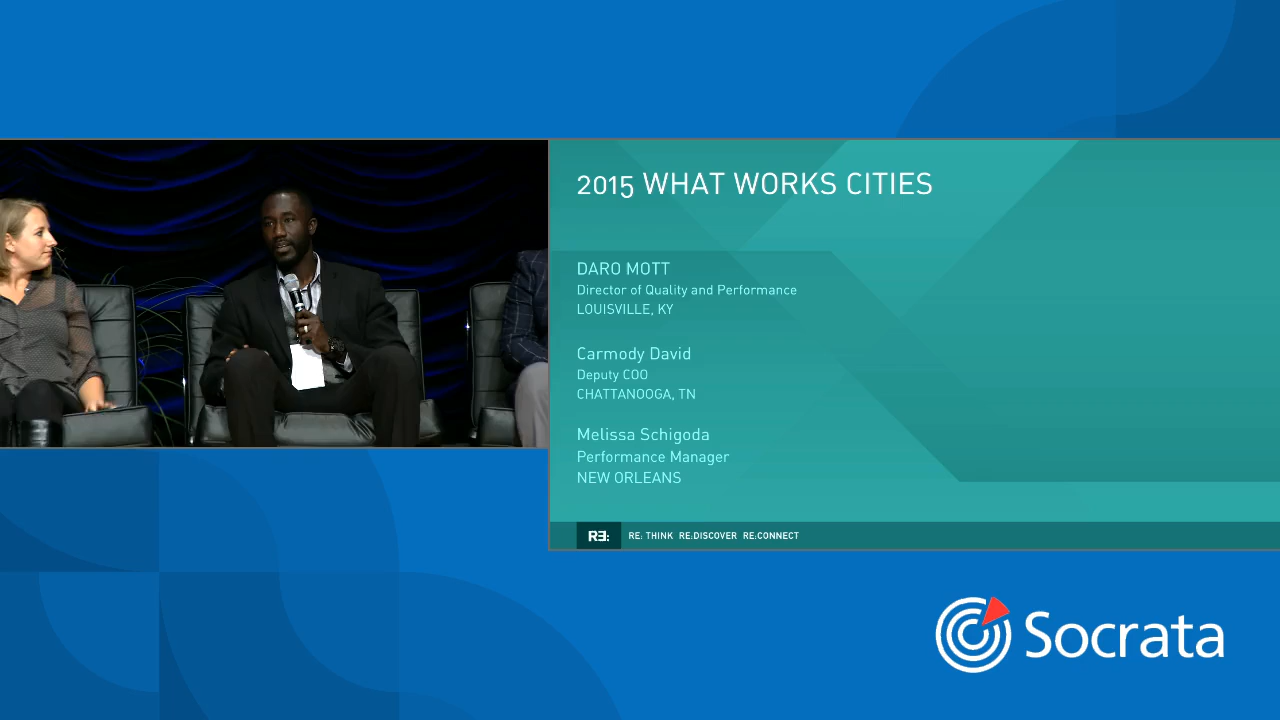 2015 WHAT WORKS CITIES
DARO MOTT
Director of Quality and Performance
LOUISVILLE, KY
Carmody David
Deputy COO
CHATTANOOGA, TN
Melissa Schigoda
Performance Manager
NEW ORLEANS
RE: RE: THINK RE:DISCOVER RE:CONNECT
Socrata